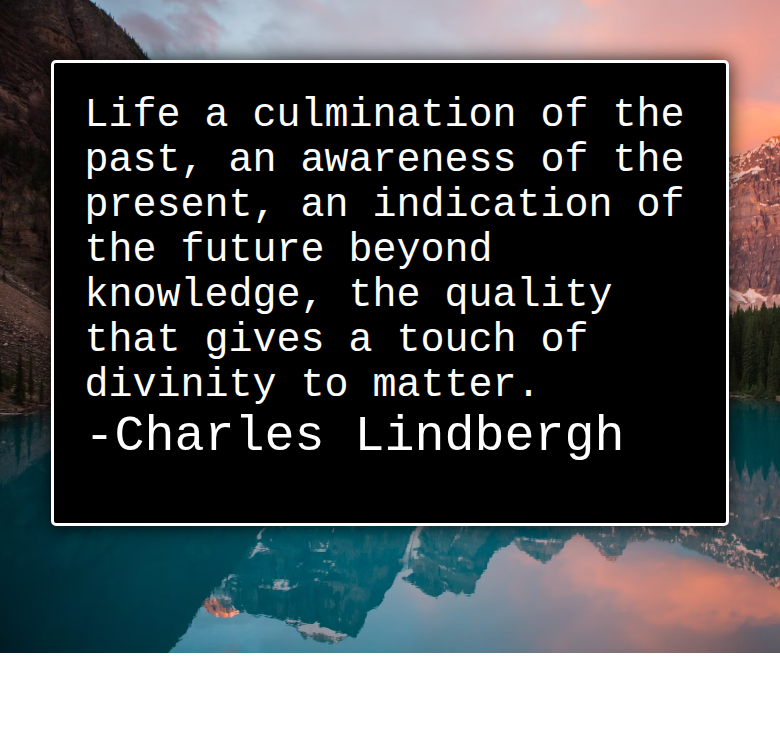 Life a culmination of the
past, an awareness of the
present, an indication of
the future beyond
knowledge, the quality
that gives a touch of
divinity to matter.
-Charles Lindbergh